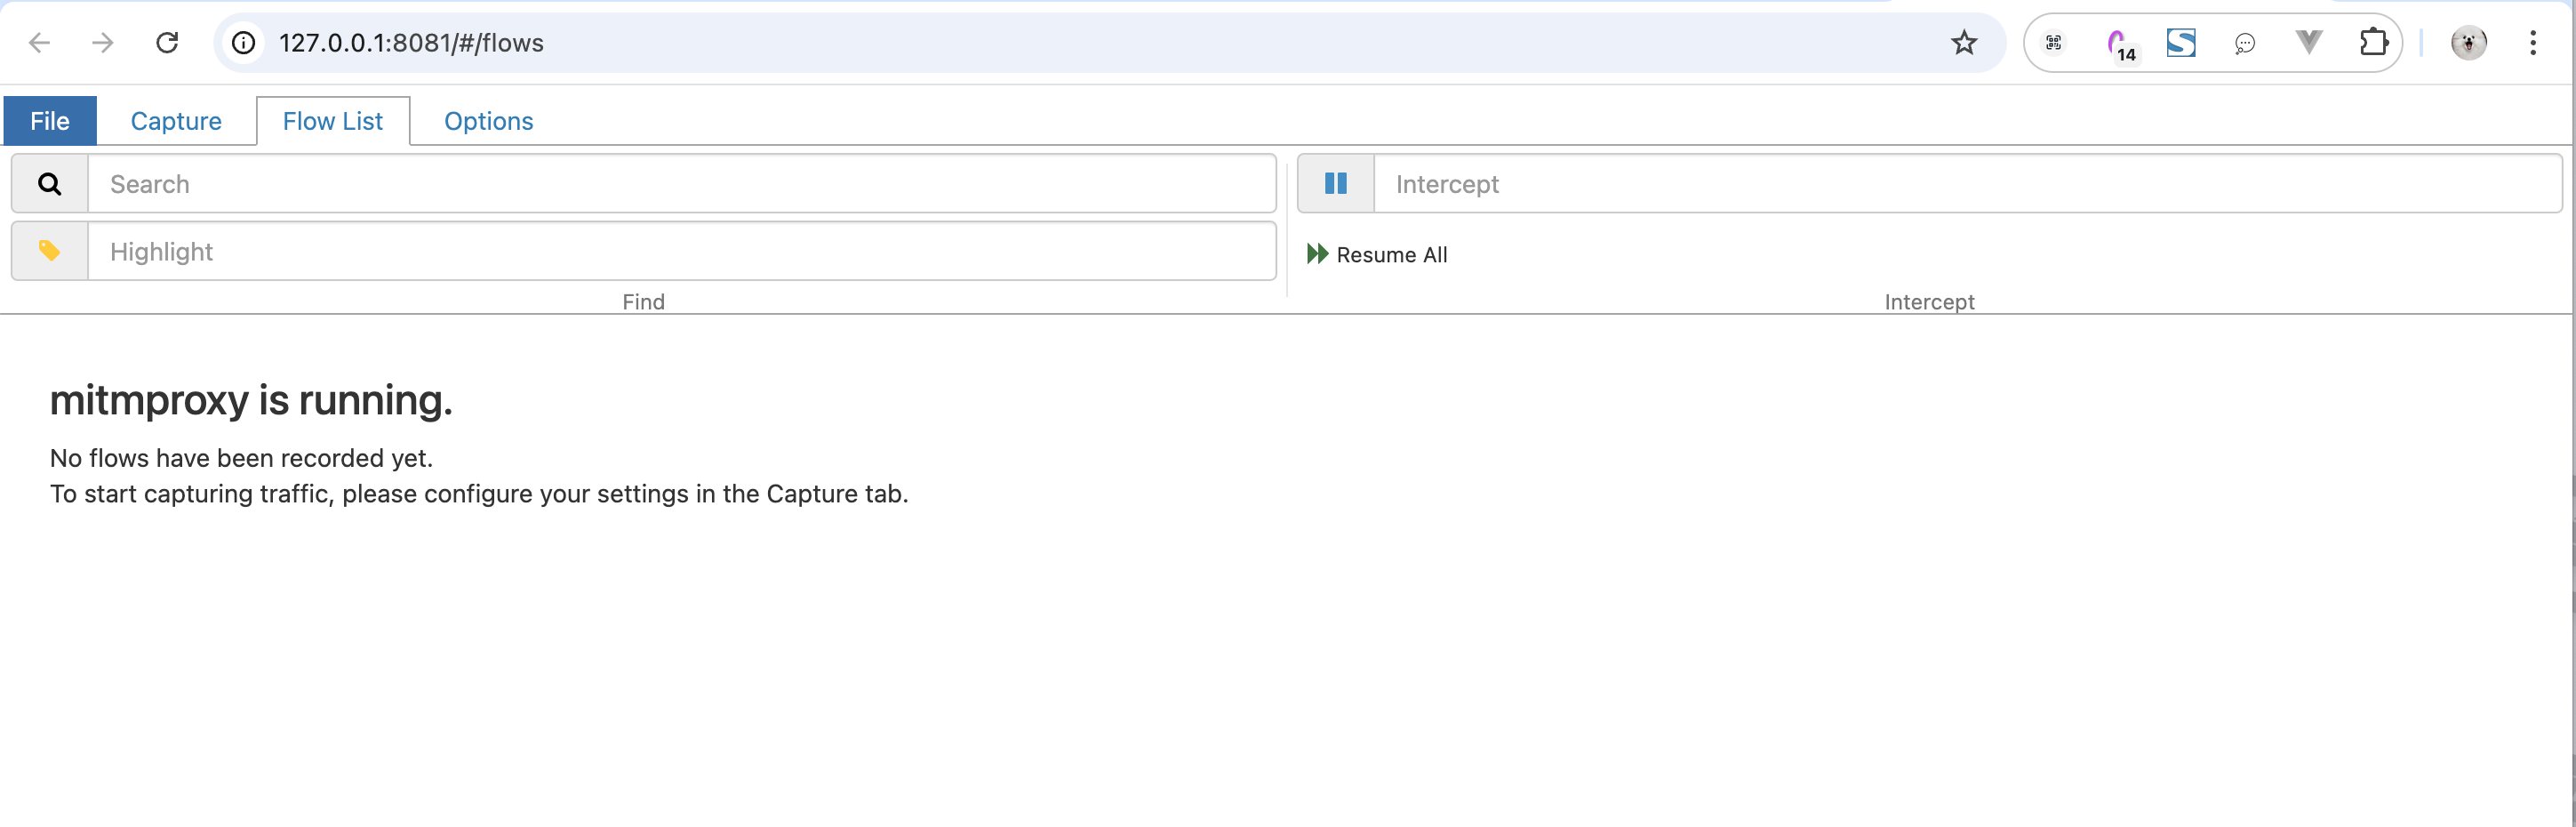 127.0.0.1:8081/#/flows
14
File Capture Flow List Options
Search
Intercept
Highlight
Resume All
Find
Intercept
mitmproxy is running.
No flows have been recorded yet.
To start capturing traffic, please configure your settings in the Capture tab.